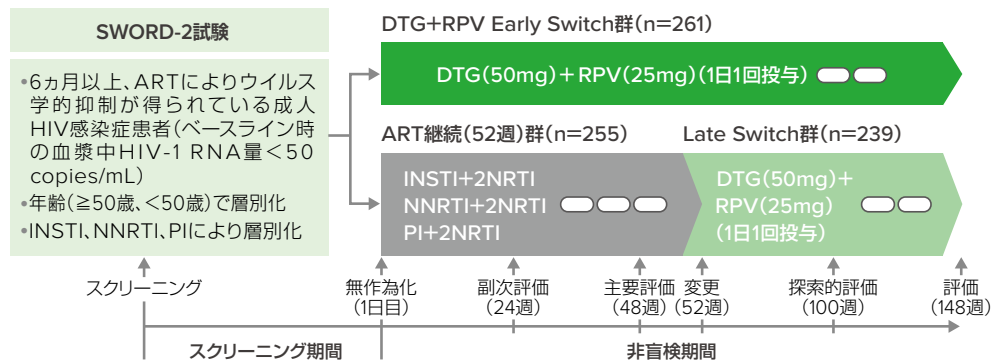 SWORD-2試験
•6ヵ月以上、ARTによりウイルス
学的抑制が得られている成人
HIV感染症患者(ベースライン時
の血漿中HIV-1 RNA量<50
copies/mL)
•年齢(≧50歳、<50歳)で層別化
•INSTI、NNRTI、PIにより層別化
DTG+RPV Early Switch群(n=261)
DTG(50mg)+RPV(25mg)(1日1回投与)
ART継続(52週)群(n=255)
Late Switch群(n=239)
INSTI+2NRTI
NNRTI+2NRTI
PI+2NRTI
DTG(50mg)+
RPV(25mg)
(1日1回投与)
スクリーニング
無作為化
(1日目)
副次評価
(24週)
主要評価
(48週)
変更
(52週)
探索的評価
(100週)
評価
(148週)
スクリーニング期間
非盲検期間